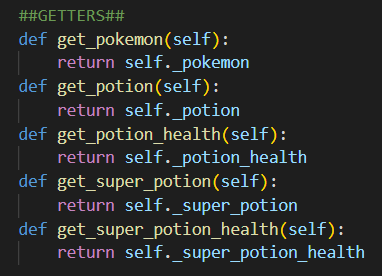 ##GETTERS##
def get_pokemon(self):
    return self._pokemon
def get_potion(self):
    return self._potion
def get_potion_health(self):
    return self._potion_health
def get_super_potion(self):
    return self._super_potion
def get_super_potion_health(self):
    return self._super_potion_health